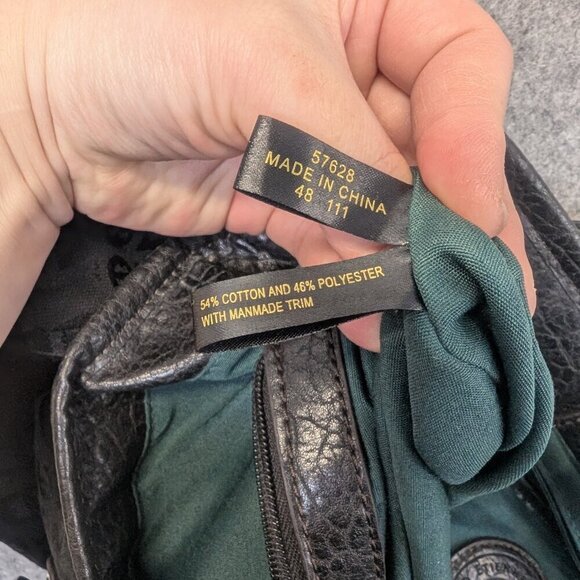 57628
MADE IN CHINA
48 111
54% COTTON AND 46% POLYESTER
WITH MANMADE TRIM